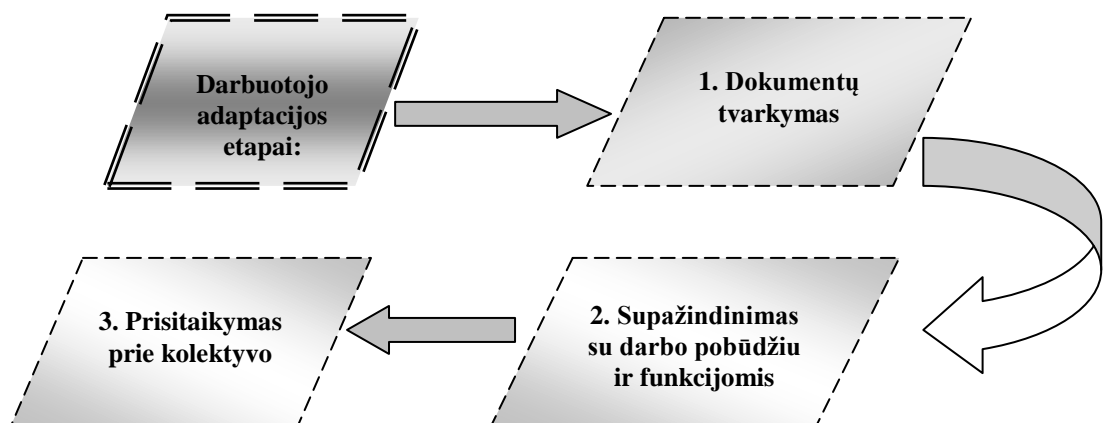 Darbuotojo
adaptacijos
etapai:
1. Dokumentų
tvarkymas
2. Supažindinimas
su darbo pobūdžiu
ir funkcijomis
3. Prisitaikymas
prie kolektyvo